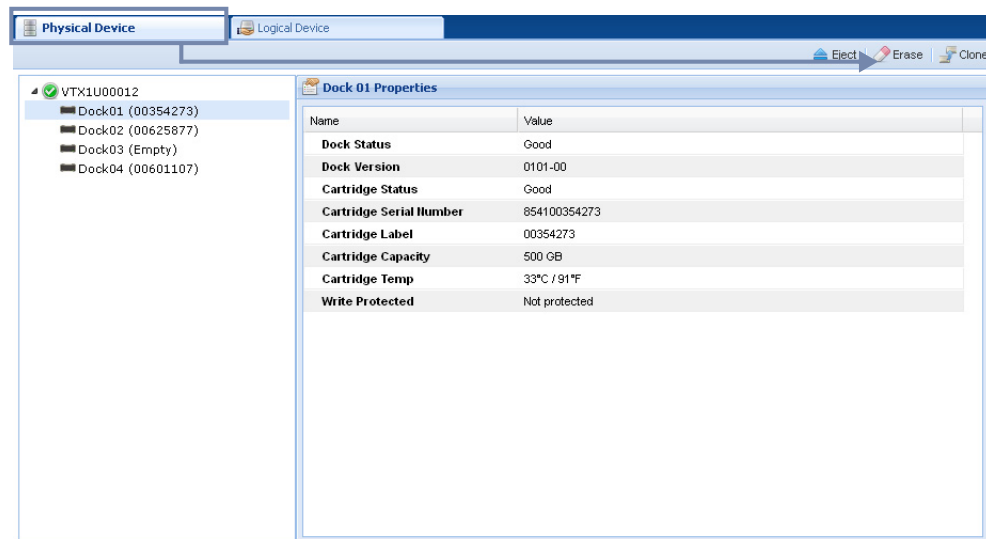 Physical Device
Logical Device
Eject Erase Clone
VTX1U00012
Dock01 (00354273)
Dock02 (00625877)
Dock03 (Empty)
Dock04 (00601107)
Dock 01 Properties
Name Value
Dock Status Good
Dock Version 0101-00
Cartridge Status Good
Cartridge Serial Number 854100354273
Cartridge Label 00354273
Cartridge Capacity 500 GB
Cartridge Temp 33°C / 91°F
Write Protected Not protected